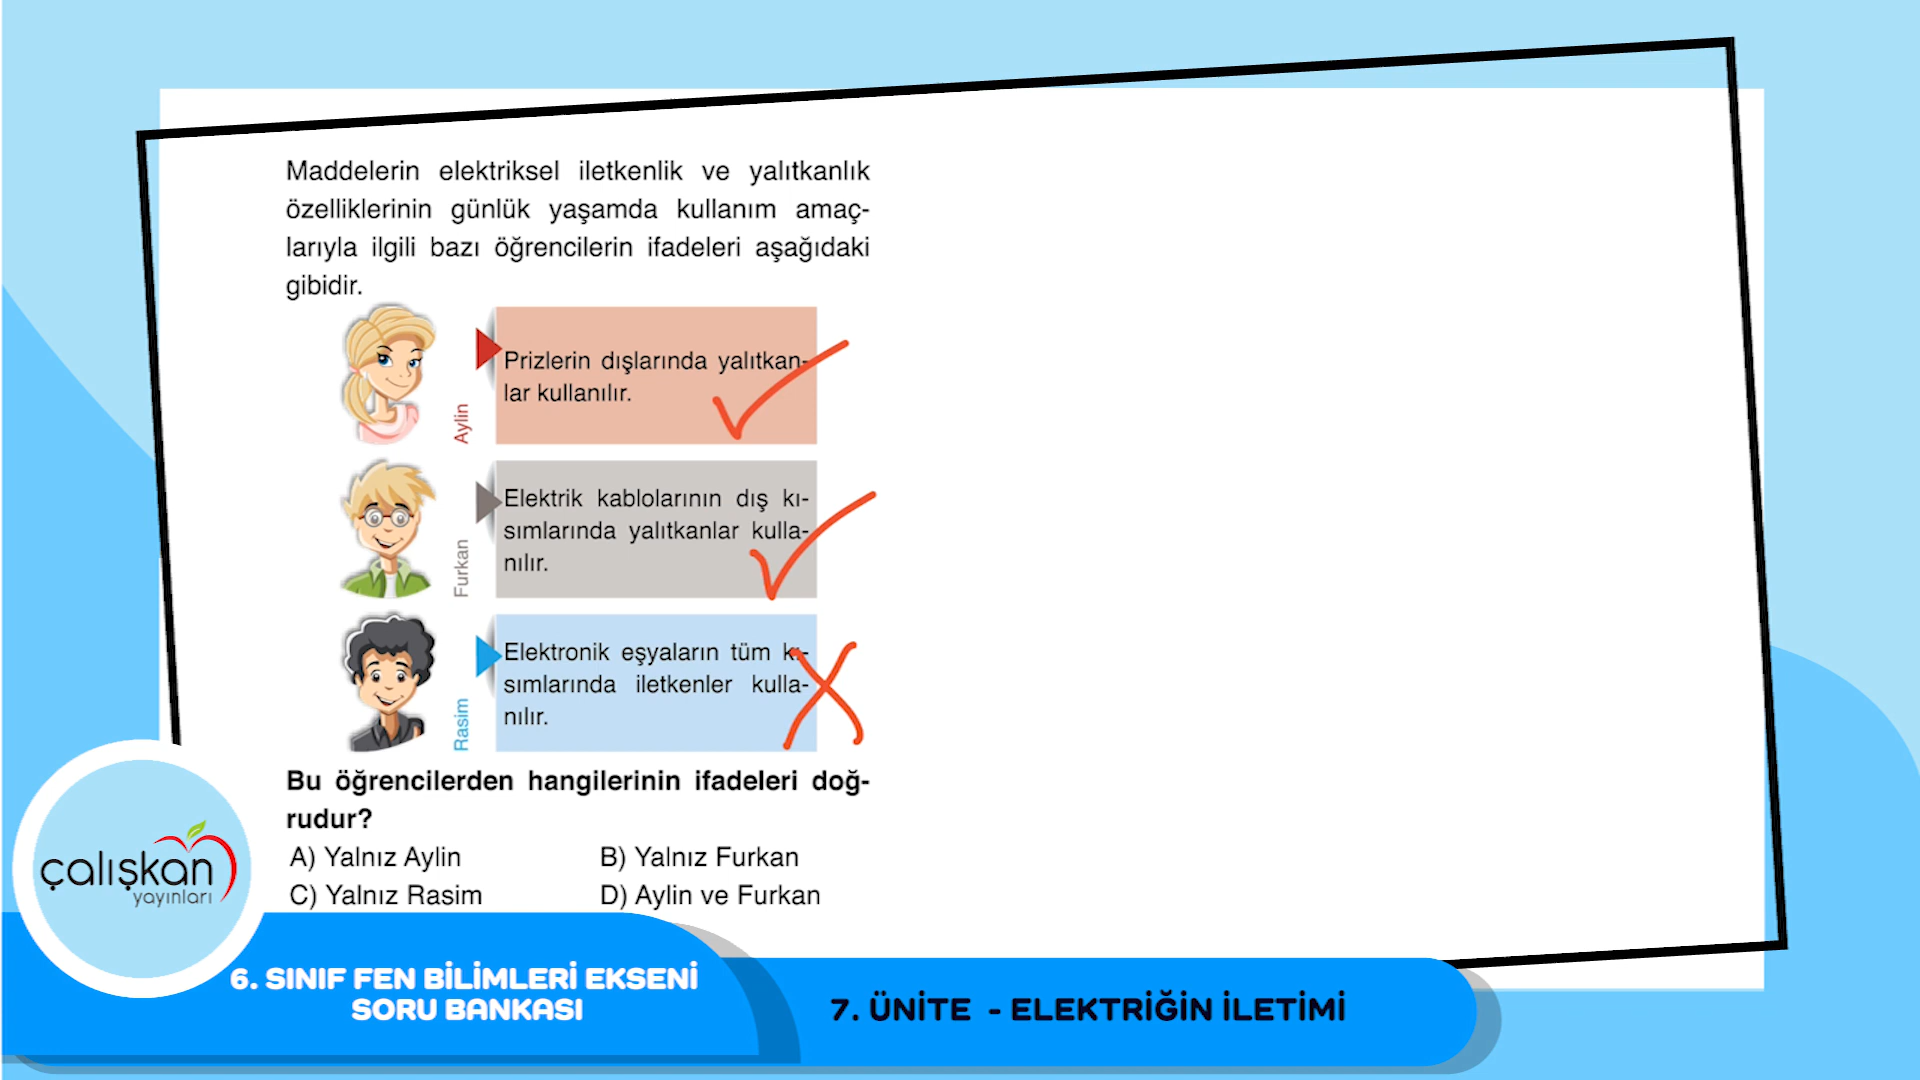 Maddelerin elektriksel iletkenlik ve yalıtkanlık
özelliklerinin günlük yaşamda kullanım amaç-
larıyla ilgili bazı öğrencilerin ifadeleri aşağıdaki
gibidir.
Aylin
Prizlerin dışlarında yalıtkan-
lar kullanılır.
Furkan
Elektrik kablolarının dış kı-
sımlarında yalıtkanlar kulla-
nılır.
Rasim
Elektronik eşyaların tüm kı-
sımlarında iletkenler kulla-
nılır.
Bu öğrencilerden hangilerinin ifadeleri doğ-
rudur?
A) Yalnız Aylin
B) Yalnız Furkan
C) Yalnız Rasim
D) Aylin ve Furkan
çalışkan
yayınları
6. SINIF FEN BİLİMLERİ EKSENİ
SORU BANKASI
7. ÜNİTE - ELEKTRİĞİN İLETİMİ